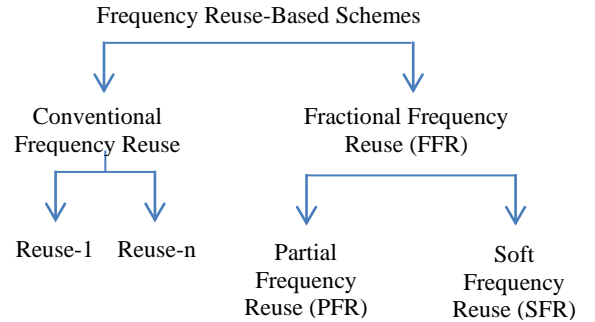 Frequency Reuse-Based Schemes
Conventional
Frequency Reuse
Fractional Frequency
Reuse (FFR)
Reuse-1
Reuse-n
Partial
Frequency
Reuse (PFR)
Soft
Frequency
Reuse (SFR)